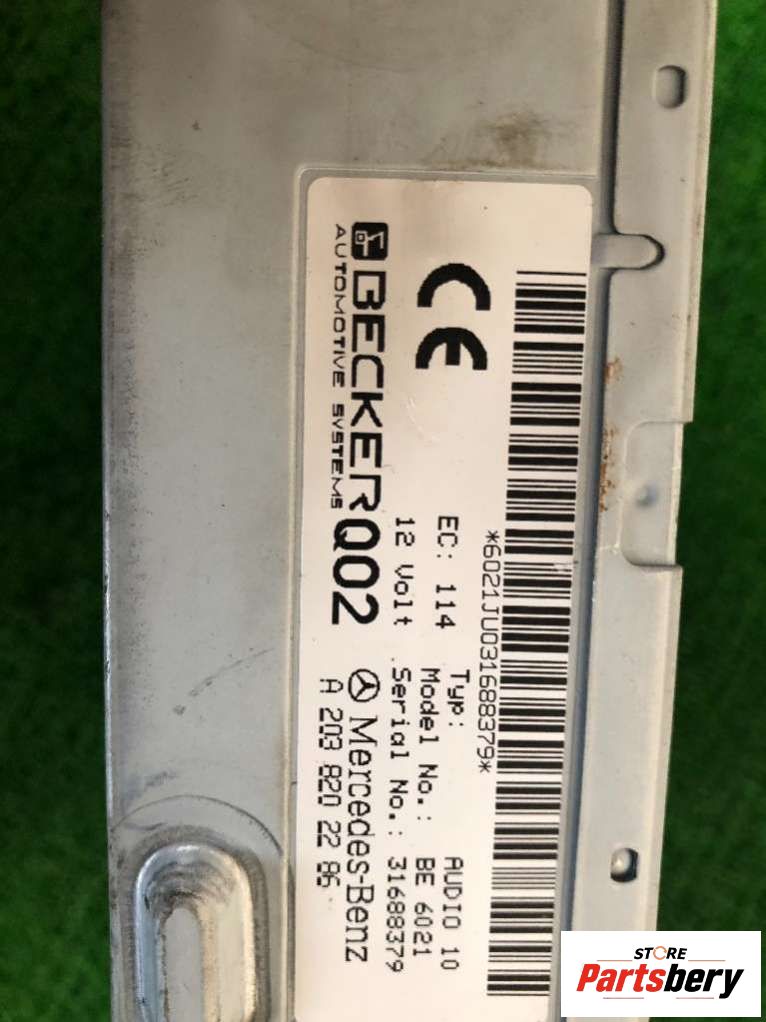 *6021JU031688379*
CE
EC: 114
12 Volt
Typ: AUDIO 10
Model No.: BE 6021
Serial No.: 31688379
BECKER
AUTOMOTIVE SYSTEMS
Q02
Mercedes-Benz
A 203 820 22 86
STORE
Partsbery